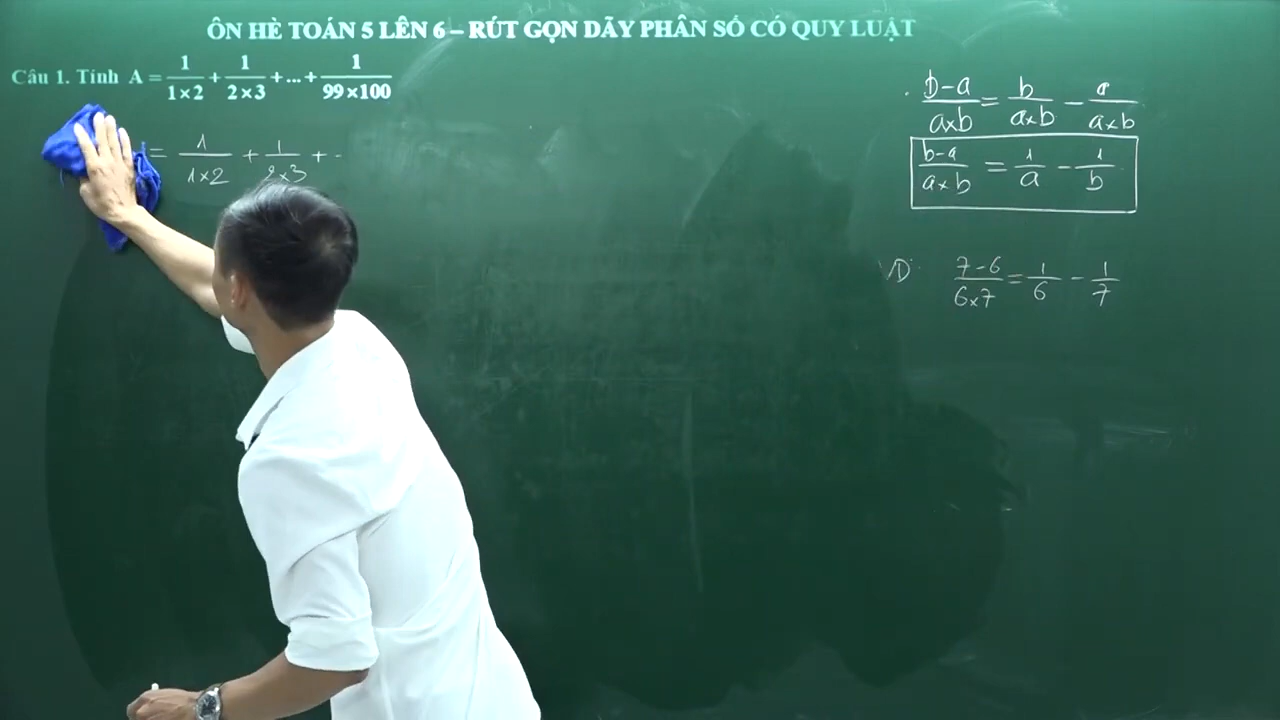 ÔN HÈ TOÁN 5 LÊN 6 – RÚT GỌN DÃY PHÂN SỐ CÓ QUY LUẬT
Câu 1. Tính A = 1/(1×2) + 1/(2×3) + ... + 1/(99×100)
= 1/(1×2) + 1/(2×3) + ..
(b-a)/(a×b) = b/(a×b) - a/(a×b)
(b-a)/(a×b) = 1/a - 1/b
VD: (7-6)/(6×7) = 1/6 - 1/7